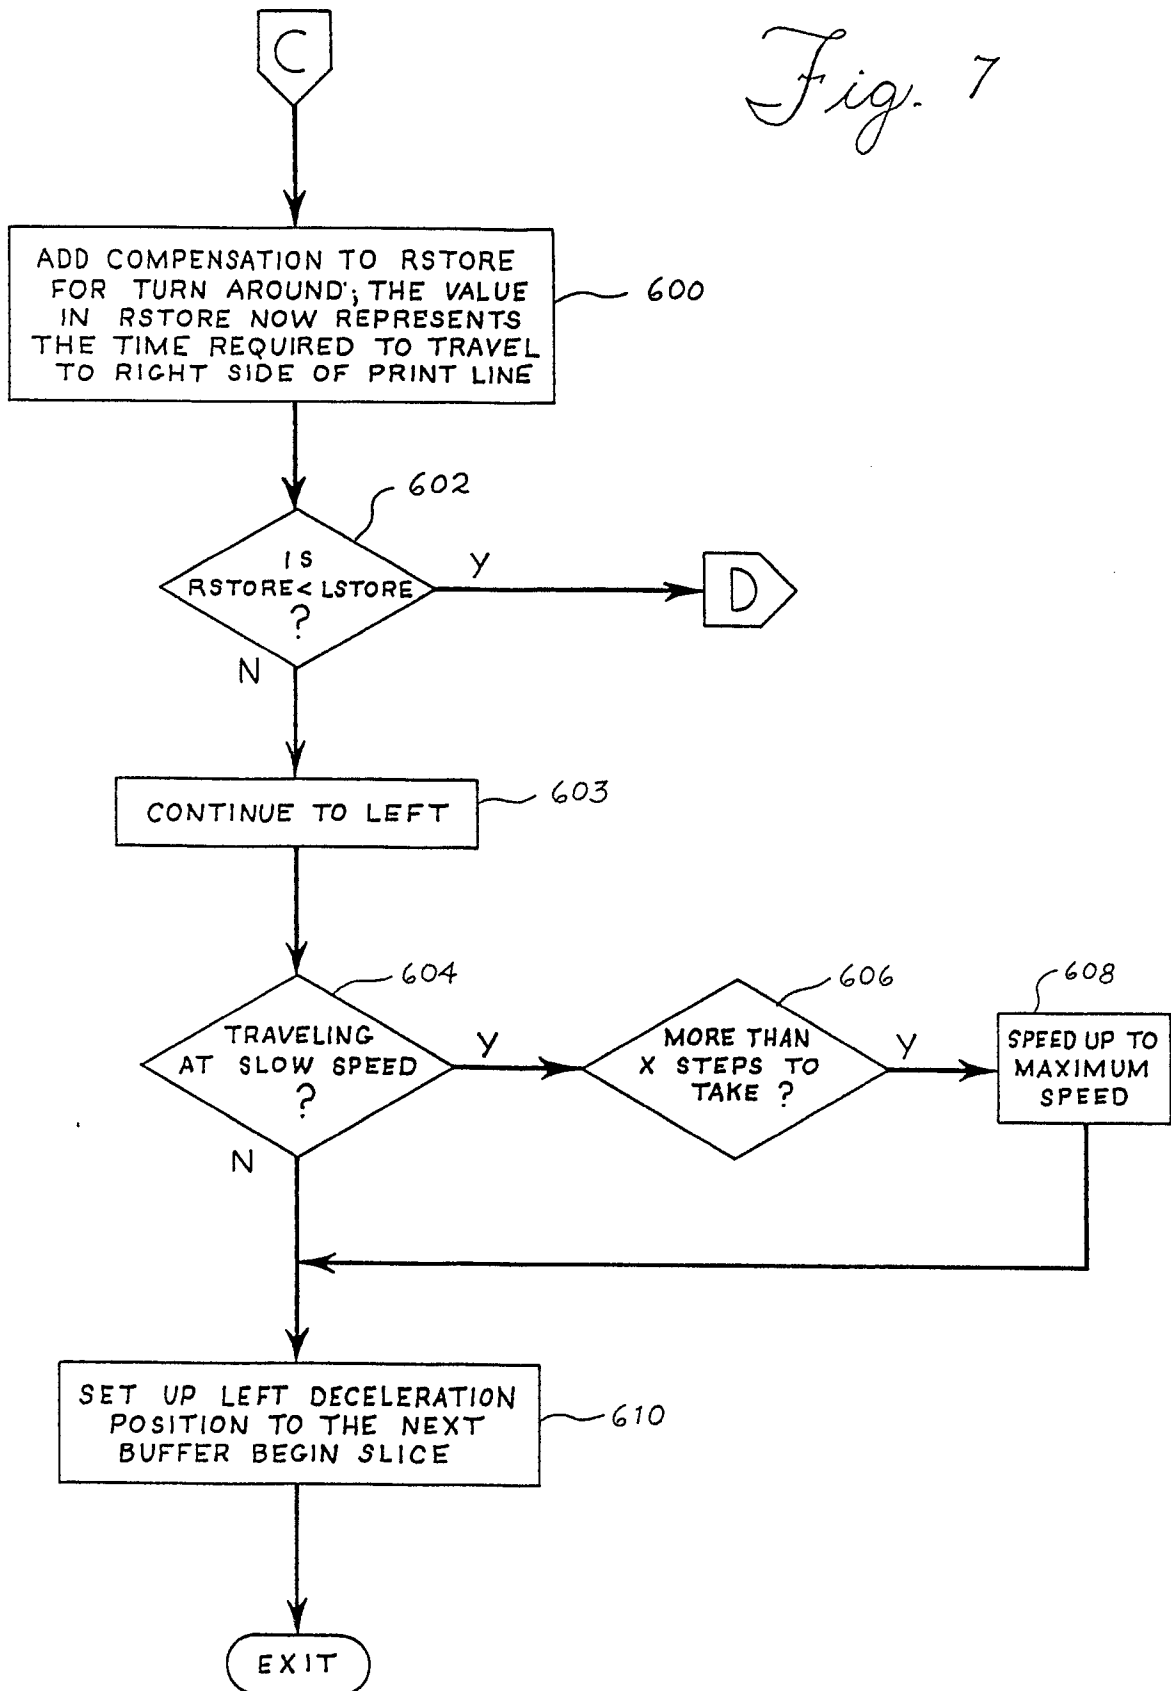 C
Fig. 7
ADD COMPENSATION TO RSTORE
FOR TURN AROUND; THE VALUE
IN RSTORE NOW REPRESENTS
THE TIME REQUIRED TO TRAVEL
TO RIGHT SIDE OF PRINT LINE
600
602
IS
RSTORE < LSTORE
?
Y
D
N
CONTINUE TO LEFT
603
604
TRAVELING
AT SLOW SPEED
?
Y
606
MORE THAN
X STEPS TO
TAKE ?
Y
608
SPEED UP TO
MAXIMUM
SPEED
N
SET UP LEFT DECELERATION
POSITION TO THE NEXT
BUFFER BEGIN SLICE
610
EXIT